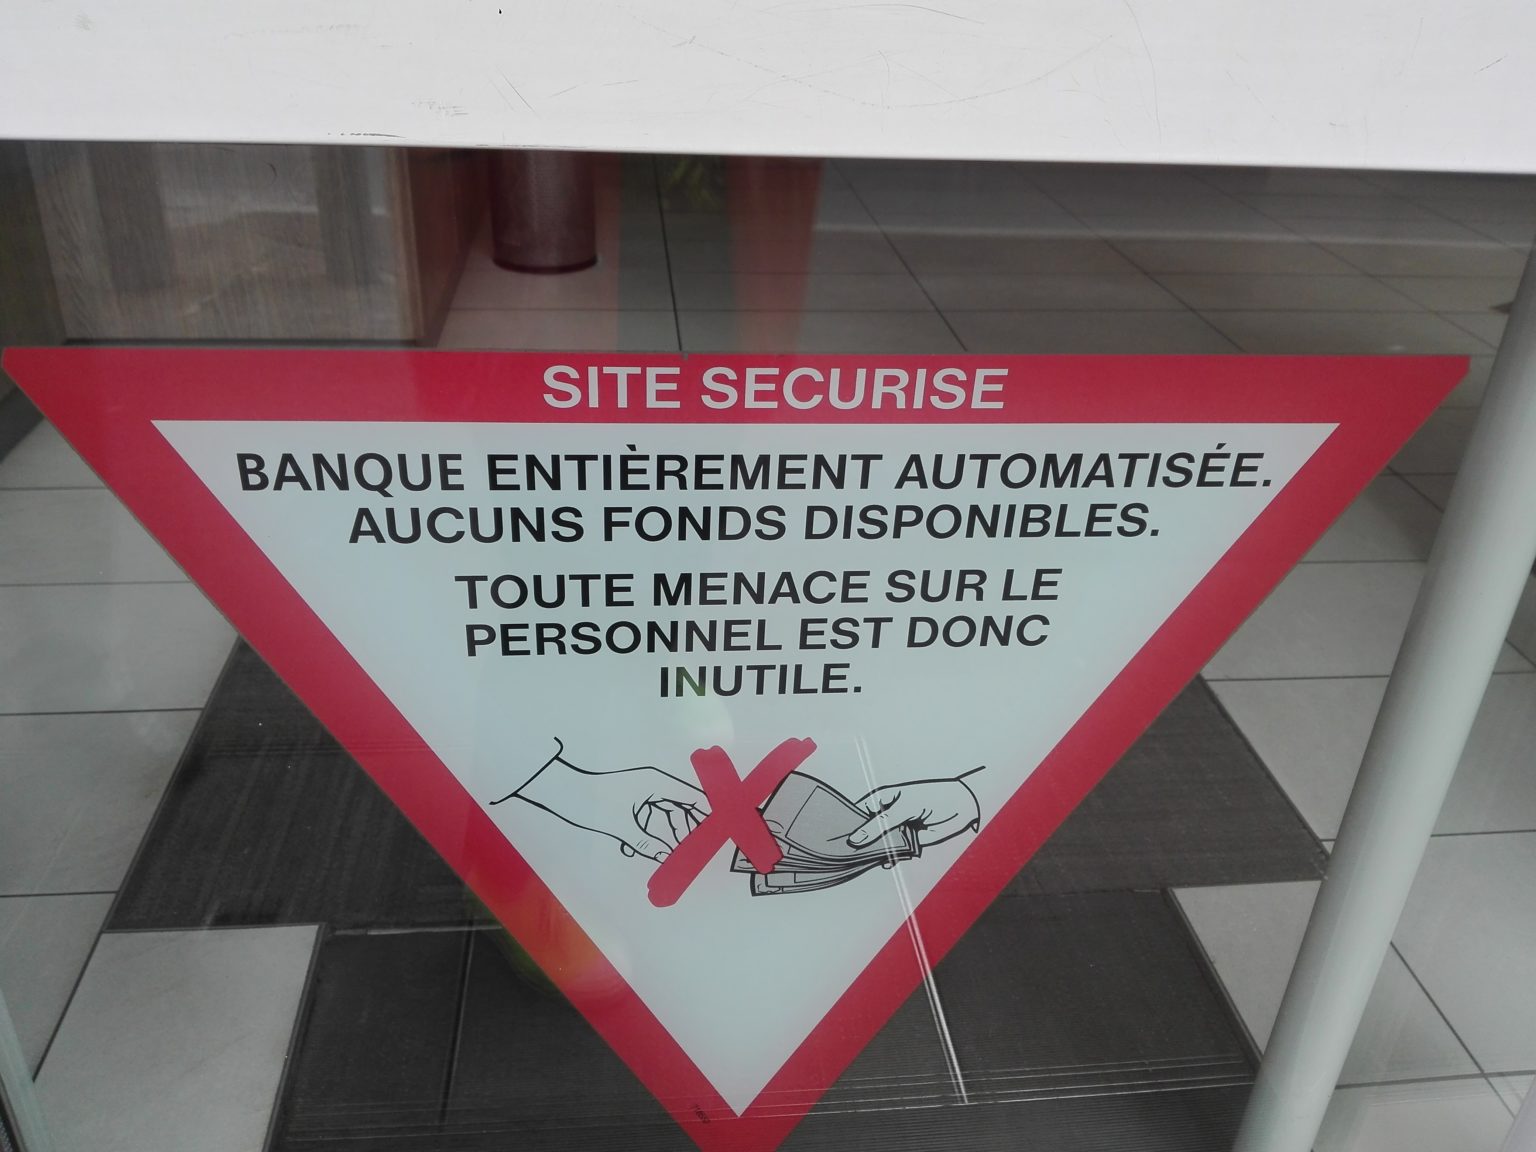 SITE SECURISE
BANQUE ENTIÈREMENT AUTOMATISÉE.
AUCUNS FONDS DISPONIBLES.
TOUTE MENACE SUR LE
PERSONNEL EST DONC
INUTILE.